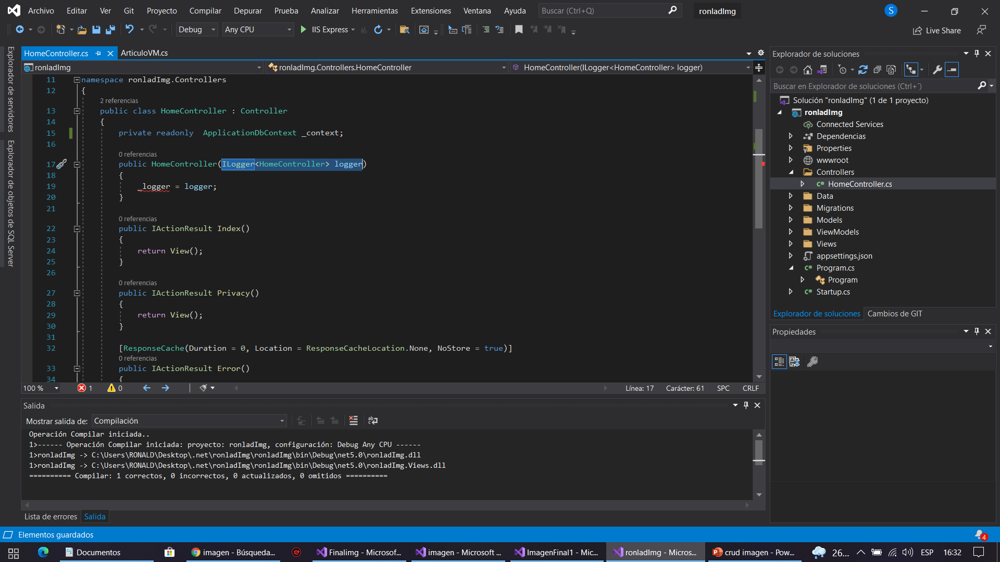 Archivo Editar Ver Git Proyecto Compilar Depurar Prueba Analizar Herramientas Extensiones Ventana Ayuda Buscar (Ctrl+Q) ronladImg S
Debug Any CPU IIS Express Live Share
Explorador de servidores
Explorador de objetos de SQL Server
HomeController.cs ArticuloVM.cs
ronladImg ronladImg.Controllers.HomeController HomeController(ILogger<HomeController> logger)
11 namespace ronladImg.Controllers
12 {
2 referencias
13 public class HomeController : Controller
14 {
15 private readonly  ApplicationDbContext _context;
16
0 referencias
17 public HomeController(ILogger<HomeController> logger)
18 {
19 _logger = logger;
20 }
21
0 referencias
22 public IActionResult Index()
23 {
24 return View();
25 }
26
0 referencias
27 public IActionResult Privacy()
28 {
29 return View();
30 }
31
32 [ResponseCache(Duration = 0, Location = ResponseCacheLocation.None, NoStore = true)]
0 referencias
33 public IActionResult Error()
34 {
100 % 1 0 Línea: 17 Carácter: 61 SPC CRLF
Salida
Mostrar salida de: Compilación
Operación Compilar iniciada..
1>------ Operación Compilar iniciada: proyecto: ronladImg, configuración: Debug Any CPU ------
1>ronladImg -> C:\Users\RONALD\Desktop\.net\ronladImg\ronladImg\bin\Debug\net5.0\ronladImg.dll
1>ronladImg -> C:\Users\RONALD\Desktop\.net\ronladImg\ronladImg\bin\Debug\net5.0\ronladImg.Views.dll
========== Compilar: 1 correctos, 0 incorrectos, 0 actualizados, 0 omitidos ==========
Lista de errores Salida
Explorador de soluciones
Buscar en Explorador de soluciones (Ctrl+´)
Solución "ronladImg" (1 de 1 proyecto)
ronladImg
Connected Services
Dependencias
Properties
wwwroot
Controllers
C# HomeController.cs
Data
Migrations
Models
ViewModels
Views
appsettings.json
C# Program.cs
Program
C# Startup.cs
Explorador de soluciones Cambios de GIT
Propiedades
Elementos guardados 4
Documentos imagen - Búsqueda... FinaIimg - Microsof... imagen - Microsoft ... ImagenFinal1 - Mic... ronladImg - Micros... crud imagen - Pow... 26... ESP 16:32